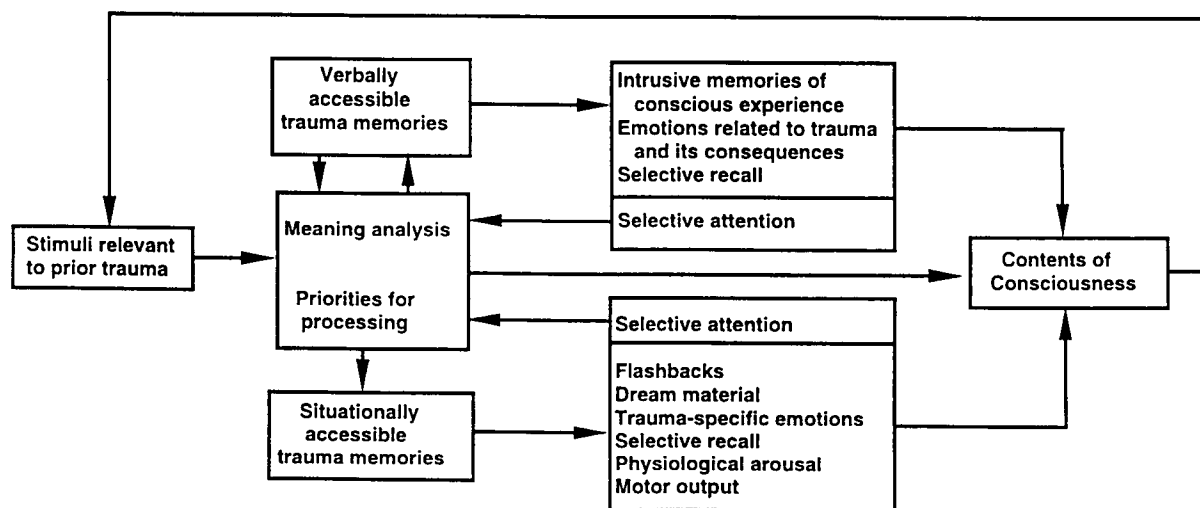 Verbally
accessible
trauma memories
Intrusive memories of
conscious experience
Emotions related to trauma
and its consequences
Selective recall
Selective attention
Stimuli relevant
to prior trauma
Meaning analysis
Priorities for
processing
Contents of
Consciousness
Selective attention
Flashbacks
Dream material
Trauma-specific emotions
Selective recall
Physiological arousal
Motor output
Situationally
accessible
trauma memories